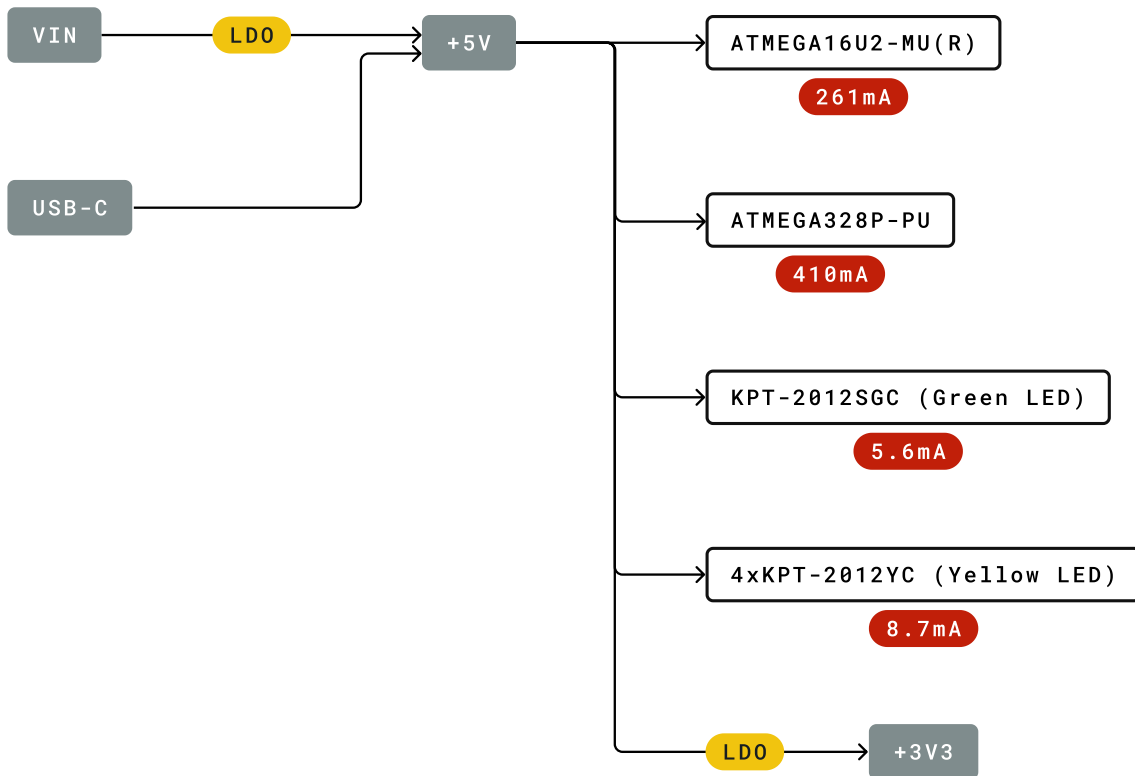 VIN
LDO
+5V
ATMEGA16U2-MU(R)
261mA
USB-C
ATMEGA328P-PU
410mA
KPT-2012SGC (Green LED)
5.6mA
4xKPT-2012YC (Yellow LED)
8.7mA
LDO
+3V3